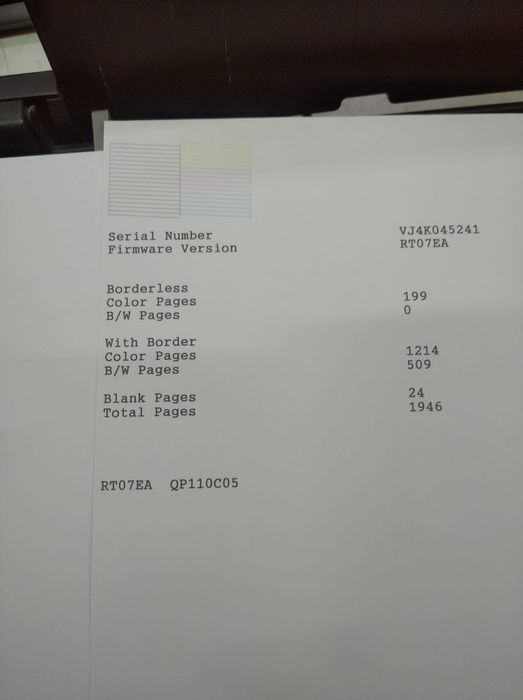 Serial Number VJ4K045241
Firmware Version RT07EA
Borderless
Color Pages 199
B/W Pages 0
With Border
Color Pages 1214
B/W Pages 509
Blank Pages 24
Total Pages 1946
RT07EA QP110C05